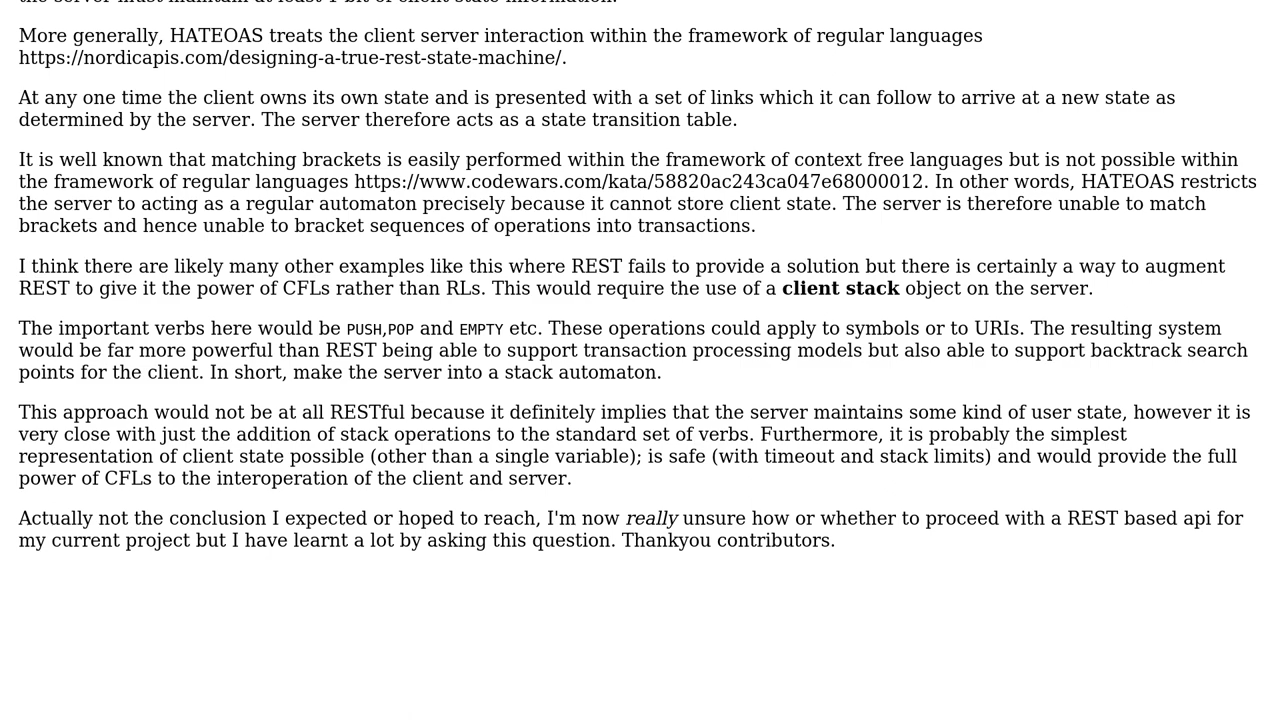 the server must maintain at least 1 bit of client state information.
More generally, HATEOAS treats the client server interaction within the framework of regular languages
https://nordicapis.com/designing-a-true-rest-state-machine/.
At any one time the client owns its own state and is presented with a set of links which it can follow to arrive at a new state as
determined by the server. The server therefore acts as a state transition table.
It is well known that matching brackets is easily performed within the framework of context free languages but is not possible within
the framework of regular languages https://www.codewars.com/kata/58820ac243ca047e68000012. In other words, HATEOAS restricts
the server to acting as a regular automaton precisely because it cannot store client state. The server is therefore unable to match
brackets and hence unable to bracket sequences of operations into transactions.
I think there are likely many other examples like this where REST fails to provide a solution but there is certainly a way to augment
REST to give it the power of CFLs rather than RLs. This would require the use of a client stack object on the server.
The important verbs here would be PUSH,POP and EMPTY etc. These operations could apply to symbols or to URIs. The resulting system
would be far more powerful than REST being able to support transaction processing models but also able to support backtrack search
points for the client. In short, make the server into a stack automaton.
This approach would not be at all RESTful because it definitely implies that the server maintains some kind of user state, however it is
very close with just the addition of stack operations to the standard set of verbs. Furthermore, it is probably the simplest
representation of client state possible (other than a single variable); is safe (with timeout and stack limits) and would provide the full
power of CFLs to the interoperation of the client and server.
Actually not the conclusion I expected or hoped to reach, I'm now really unsure how or whether to proceed with a REST based api for
my current project but I have learnt a lot by asking this question. Thankyou contributors.